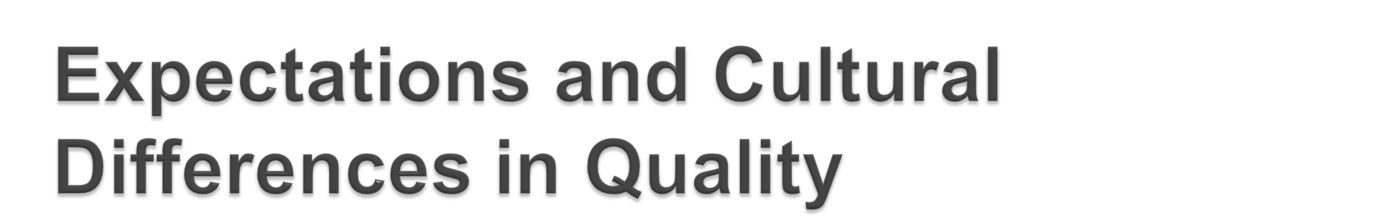 Expectations and Cultural
Differences in Quality